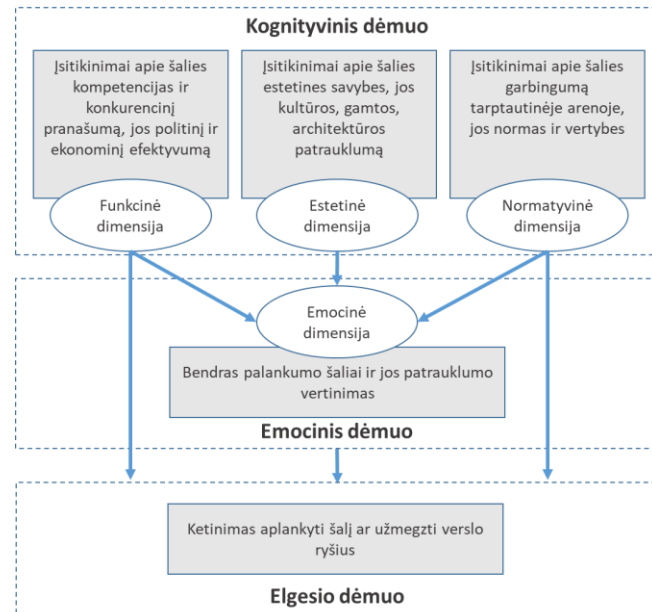 Kognityvinis dėmuo
Įsitikinimai apie šalies
kompetencijas ir
konkurencinį
pranašumą, jos politinį ir
ekonominį efektyvumą
Funkcinė
dimensija
Įsitikinimai apie šalies
estetines savybes, jos
kultūros, gamtos,
architektūros
patrauklumą
Estetinė
dimensija
Įsitikinimai apie šalies
garbingumą
tarptautinėje arenoje,
jos normas ir vertybes
Normatyvinė
dimensija
Emocinė
dimensija
Bendras palankumo šaliai ir jos patrauklumo
vertinimas
Emocinis dėmuo
Ketinimas aplankyti šalį ar užmegzti verslo
ryšius
Elgesio dėmuo